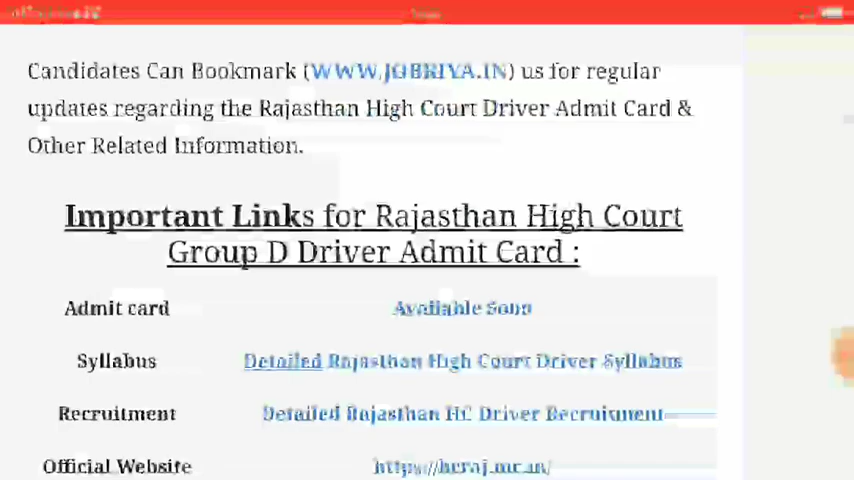 Candidates Can Bookmark (WWW.JOBRIYA.IN) us for regular
updates regarding the Rajasthan High Court Driver Admit Card &
Other Related Information.
Important Links for Rajasthan High Court
Group D Driver Admit Card :
Admit card Available Soon
Syllabus Detailed Rajasthan High Court Driver Syllabus
Recruitment Detailed Rajasthan HC Driver Recruitment
Official Website